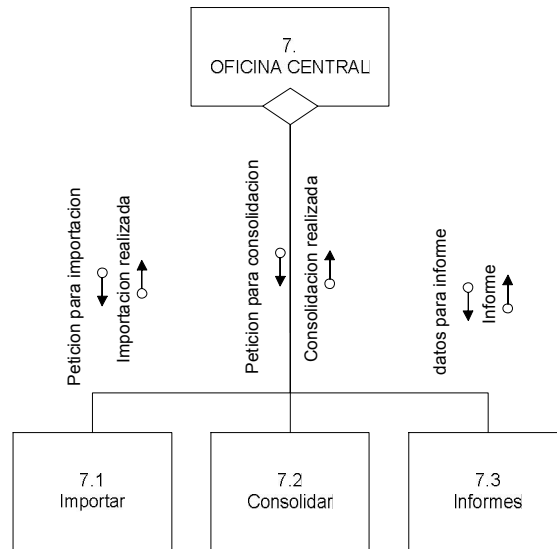 7.
OFICINA CENTRAL
Peticion para importacion
Importacion realizada
Peticion para consolidacion
Consolidacion realizada
datos para informe
Informe
7.1
Importar
7.2
Consolidar
7.3
Informes